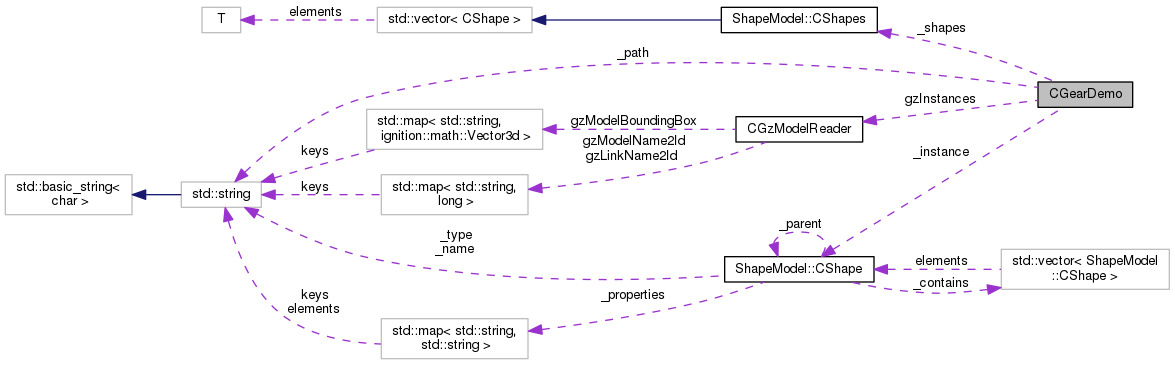 T
elements
std::vector< CShape >
ShapeModel::CShapes
_shapes
_path
CGearDemo
gzInstances
std::map< std::string,
ignition::math::Vector3d >
gzModelBoundingBox
CGzModelReader
gzModelName2Id
gzLinkName2Id
keys
_instance
std::basic_string<
char >
std::string
keys
std::map< std::string,
long >
_parent
_type
_name
ShapeModel::CShape
elements
_contains
std::vector< ShapeModel
::CShape >
keys
elements
_properties
std::map< std::string,
std::string >